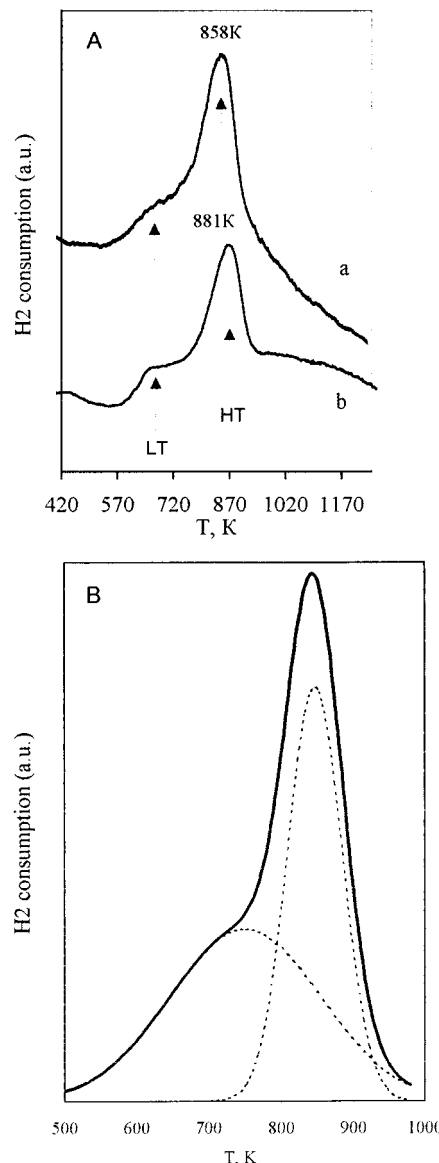 A
858K
H2 consumption (a.u.)
881K
a
b
LT
HT
420 570 720 870 1020 1170
T, K
B
H2 consumption (a.u.)
500 600 700 800 900 1000
T, K